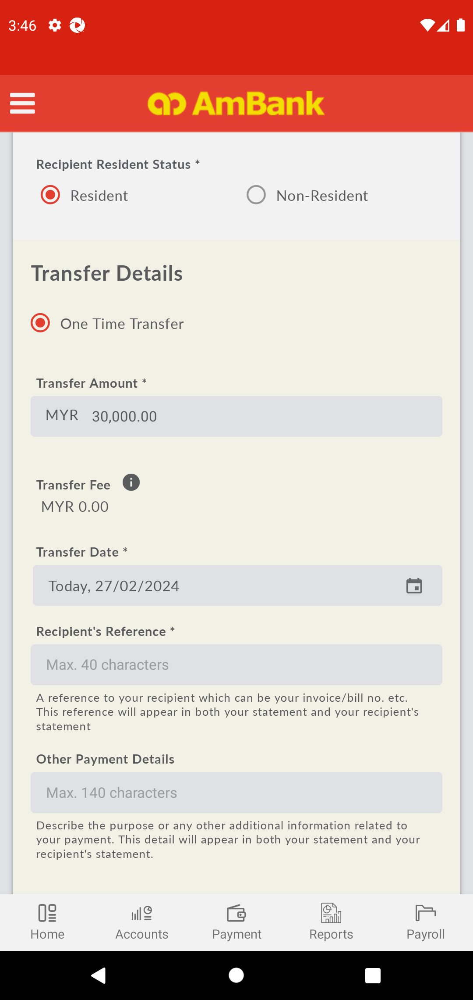 3:46
AmBank
Recipient Resident Status *
Resident
Non-Resident
Transfer Details
One Time Transfer
Transfer Amount *
MYR 30,000.00
Transfer Fee
MYR 0.00
Transfer Date *
Today, 27/02/2024
Recipient's Reference *
Max. 40 characters
A reference to your recipient which can be your invoice/bill no. etc.
This reference will appear in both your statement and your recipient's
statement
Other Payment Details
Max. 140 characters
Describe the purpose or any other additional information related to
your payment. This detail will appear in both your statement and your
recipient's statement.
Home
Accounts
Payment
Reports
Payroll